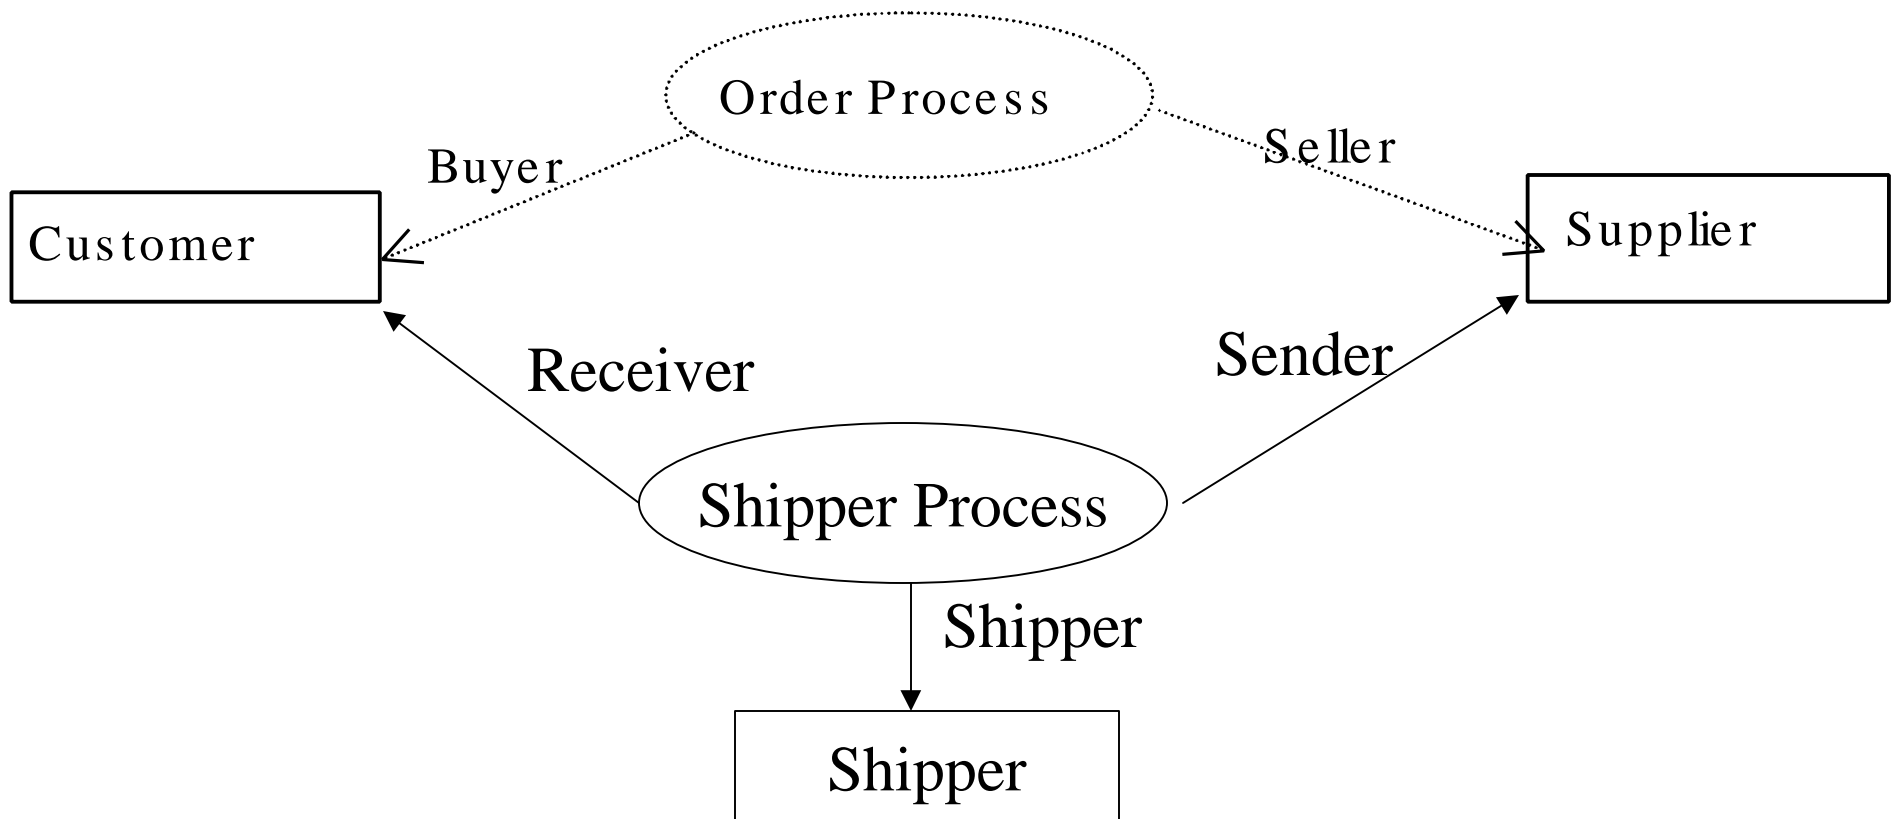 Order Process
Buyer
Seller
Customer
Supplier
Receiver
Sender
Shipper Process
Shipper
Shipper